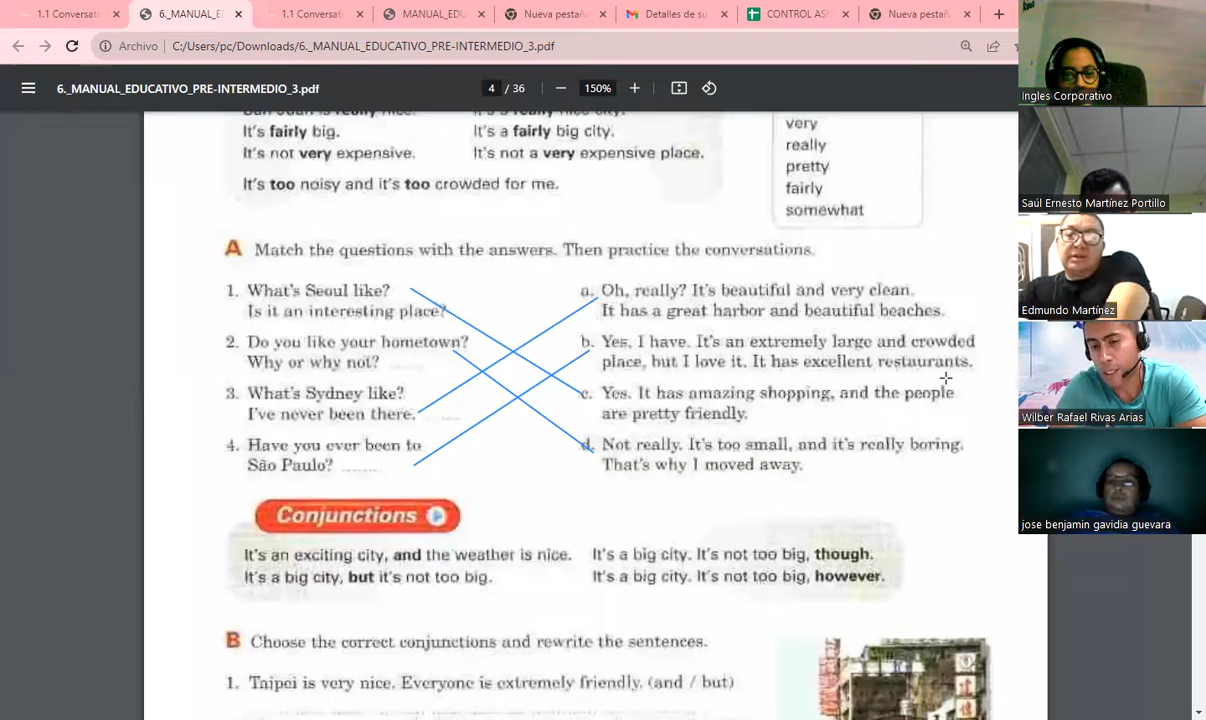 1.1 Conversat
6._MANUAL_E
1.1 Conversat
MANUAL_EDU
Nueva pestañ
Detalles de su
CONTROL ASI
Nueva pestañ
Archivo
C:/Users/pc/Downloads/6._MANUAL_EDUCATIVO_PRE-INTERMEDIO_3.pdf
6._MANUAL_EDUCATIVO_PRE-INTERMEDIO_3.pdf
4 / 36
150%
It's fairly big. It's a fairly big city.
It's not very expensive. It's not a very expensive place.
It's too noisy and it's too crowded for me.
very
really
pretty
fairly
somewhat
A Match the questions with the answers. Then practice the conversations.
1. What's Seoul like?
Is it an interesting place?
2. Do you like your hometown?
Why or why not?
3. What's Sydney like?
I've never been there.
4. Have you ever been to
São Paulo?
a. Oh, really? It's beautiful and very clean.
It has a great harbor and beautiful beaches.
b. Yes, I have. It's an extremely large and crowded
place, but I love it. It has excellent restaurants.
c. Yes. It has amazing shopping, and the people
are pretty friendly.
d. Not really. It's too small, and it's really boring.
That's why I moved away.
Conjunctions
It's an exciting city, and the weather is nice.
It's a big city, but it's not too big.
It's a big city. It's not too big, though.
It's a big city. It's not too big, however.
B Choose the correct conjunctions and rewrite the sentences.
1. Taipei is very nice. Everyone is extremely friendly. (and / but)
Ingles Corporativo
Saúl Ernesto Martínez Portillo
Edmundo Martínez
Wilber Rafael Rivas Arias
jose benjamin gavidia guevara